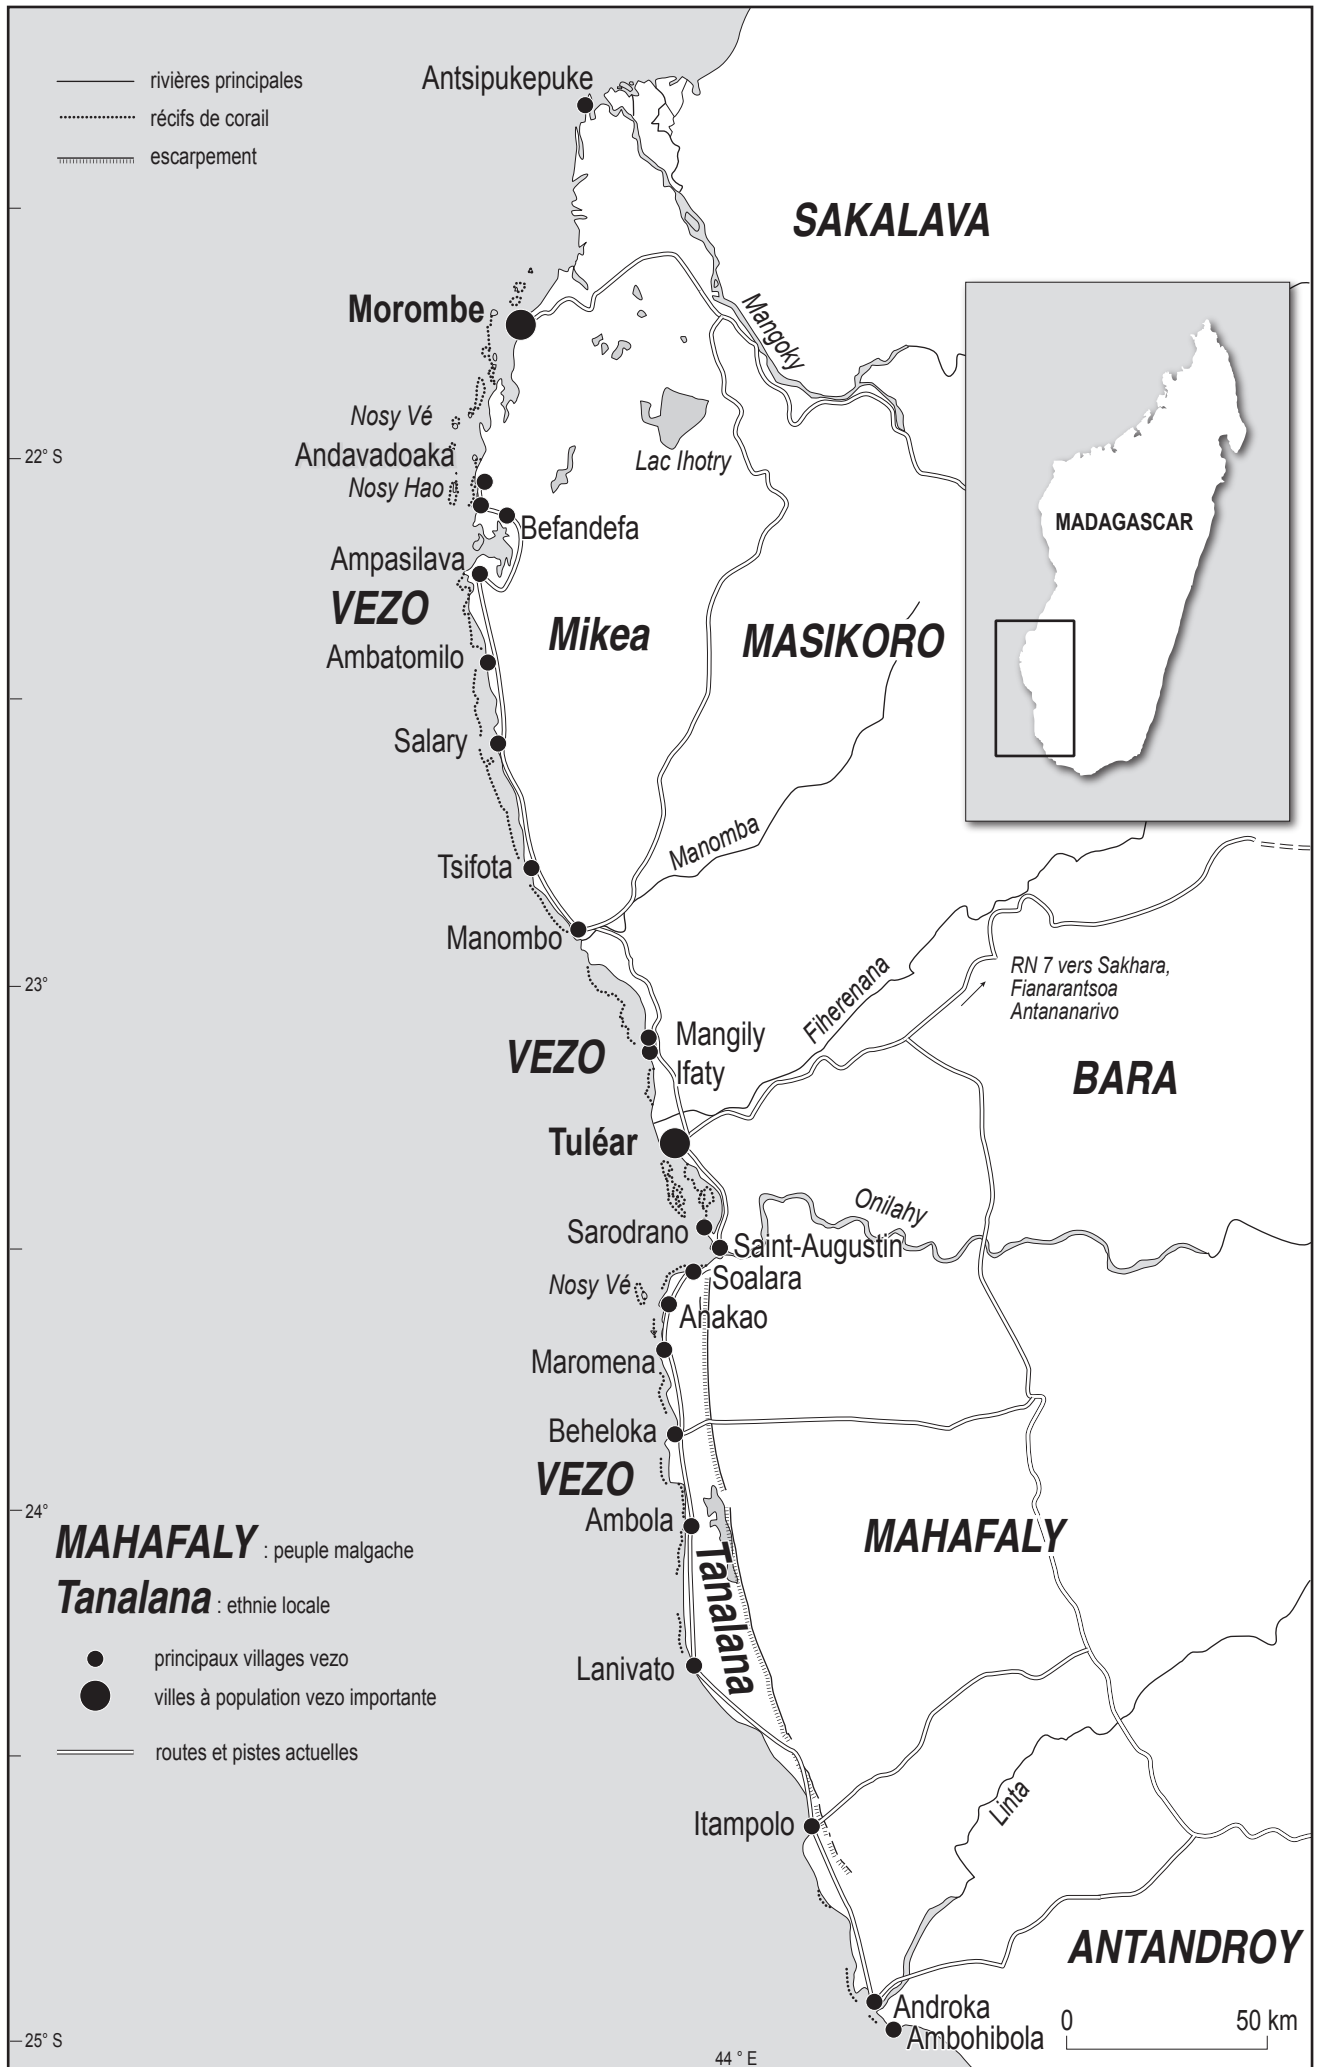 Antsipukepuke
rivières principales
récifs de corail
escarpement
SAKALAVA
Morombe
Mangoky
Nosy Vé
22° S
Andavadoaka
Lac Ihotry
Nosy Hao
MADAGASCAR
Befandefa
Ampasilava
VEZO
Mikea
MASIKORO
Ambatomilo
Salary
Manomba
Tsifota
Manombo
23°
RN 7 vers Sakhara,
Fianarantsoa
Antananarivo
Fiherenana
Mangily
VEZO
Ifaty
BARA
Tuléar
Onilahy
Sarodrano
Saint-Augustin
Nosy Vé
Soalara
Anakao
Maromena
Beheloka
VEZO
24°
Ambola
MAHAFALY
MAHAFALY : peuple malgache
Tanalana : ethnie locale
Tanalana
principaux villages vezo
Lanivato
villes à population vezo importante
routes et pistes actuelles
Linta
Itampolo
ANTANDROY
Androka
0 50 km
Ambohibola
25° S
44 ° E